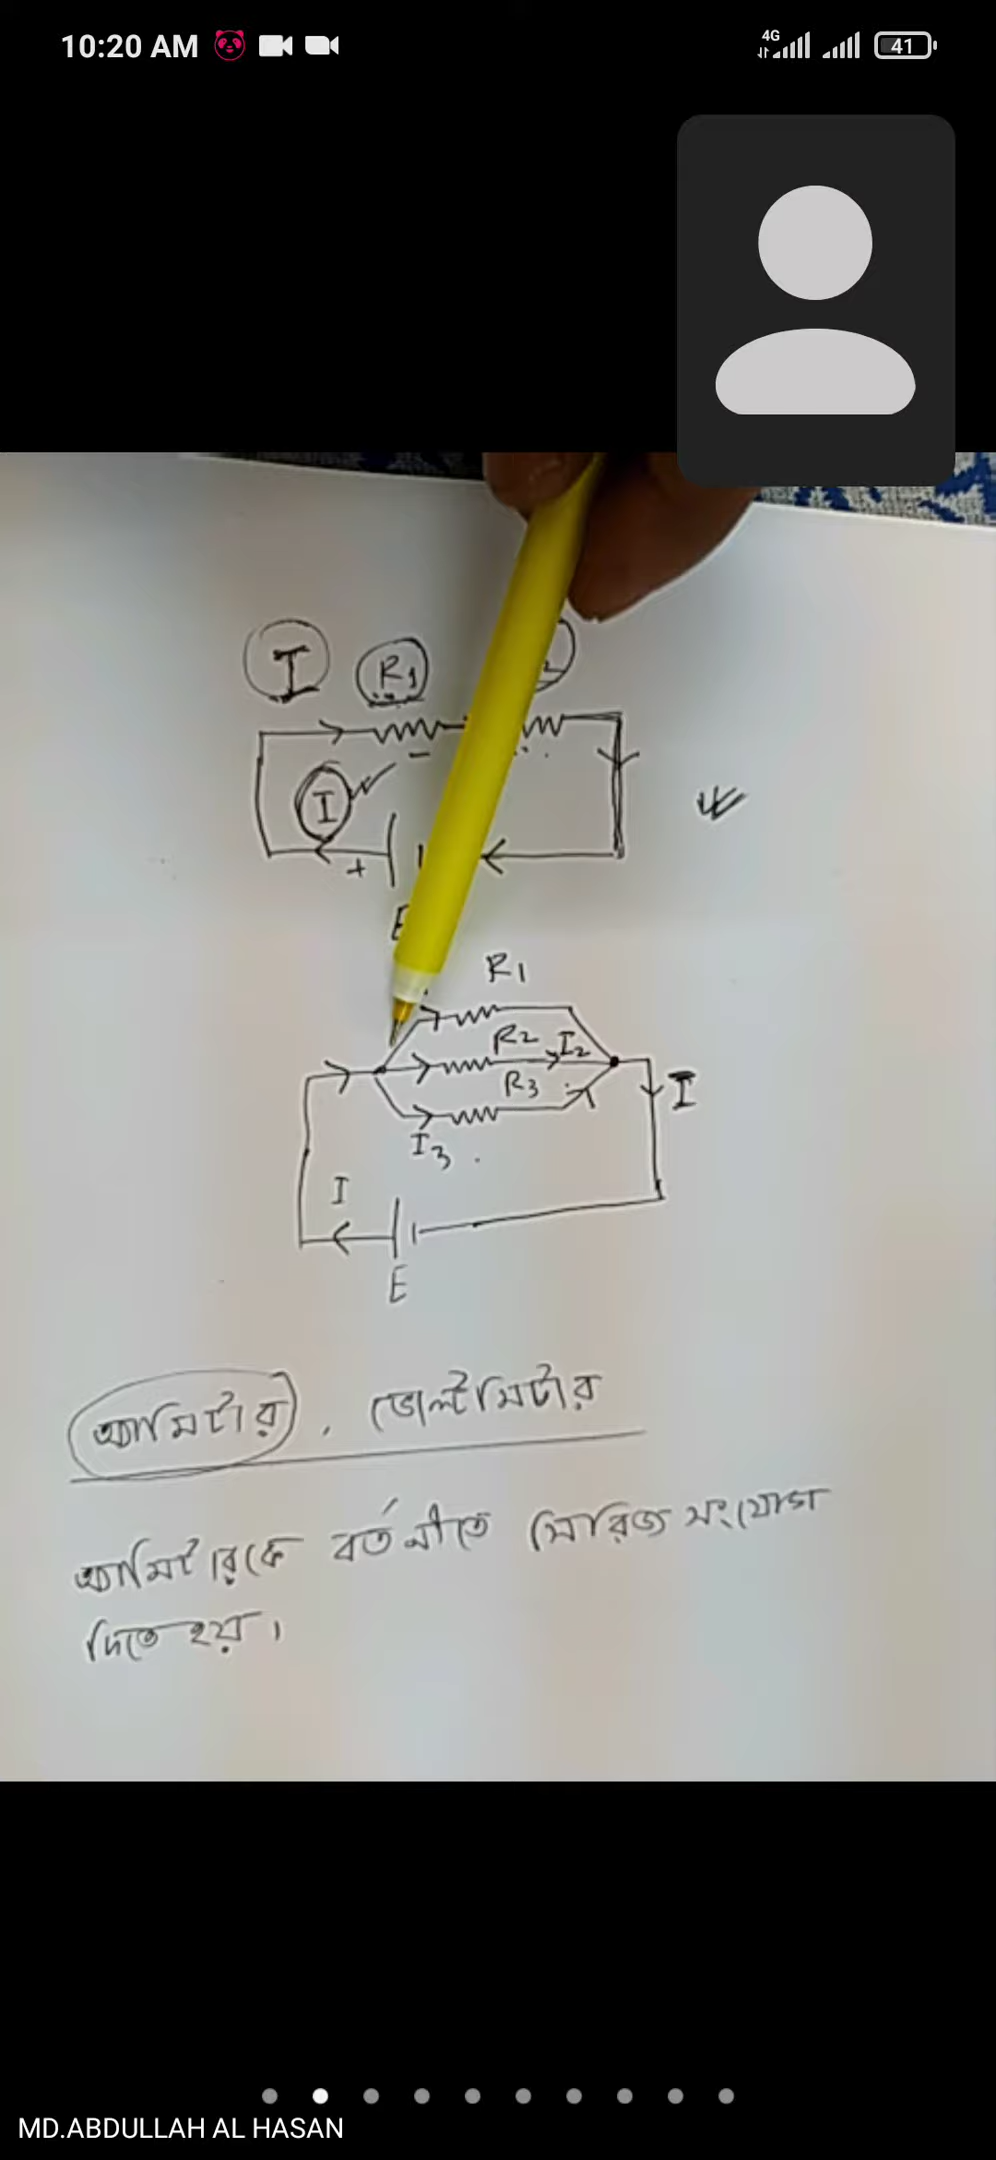 10:20 AM
4G
41
I R1
I
+
E
R1
R2 I2
R3 I
I3
I
E
অ্যামিটার, ভোল্টমিটার
অ্যামিটারকে বর্তনীতে সিরিজ সংযোগ
দিতে হয়।
MD.ABDULLAH AL HASAN